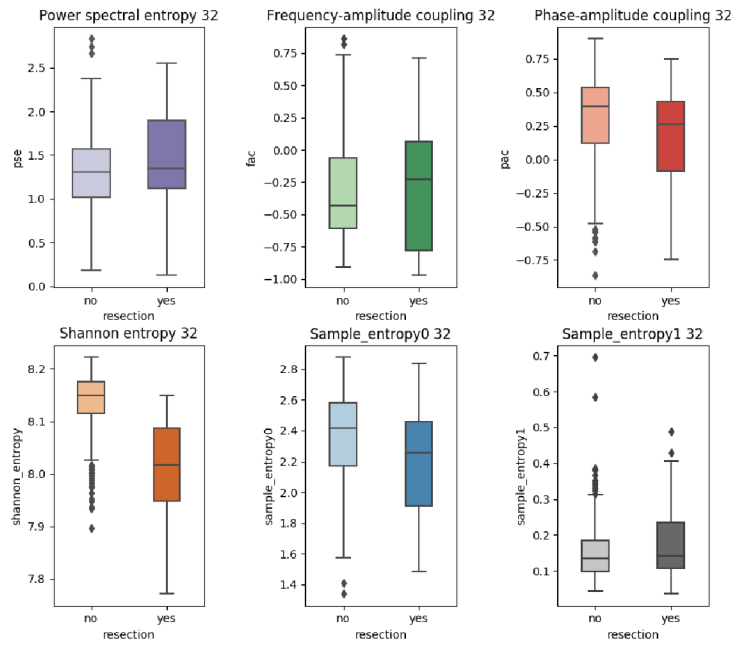 Power spectral entropy 32
pse
2.5
2.0
1.5
1.0
0.5
0.0
no yes
resection
Frequency-amplitude coupling 32
fac
0.75
0.50
0.25
0.00
−0.25
−0.50
−0.75
−1.00
no yes
resection
Phase-amplitude coupling 32
pac
0.75
0.50
0.25
0.00
−0.25
−0.50
−0.75
no yes
resection
Shannon entropy 32
shannon_entropy
8.2
8.1
8.0
7.9
7.8
no yes
resection
Sample_entropy0 32
sample_entropy0
2.8
2.6
2.4
2.2
2.0
1.8
1.6
1.4
no yes
resection
Sample_entropy1 32
sample_entropy1
0.7
0.6
0.5
0.4
0.3
0.2
0.1
no yes
resection